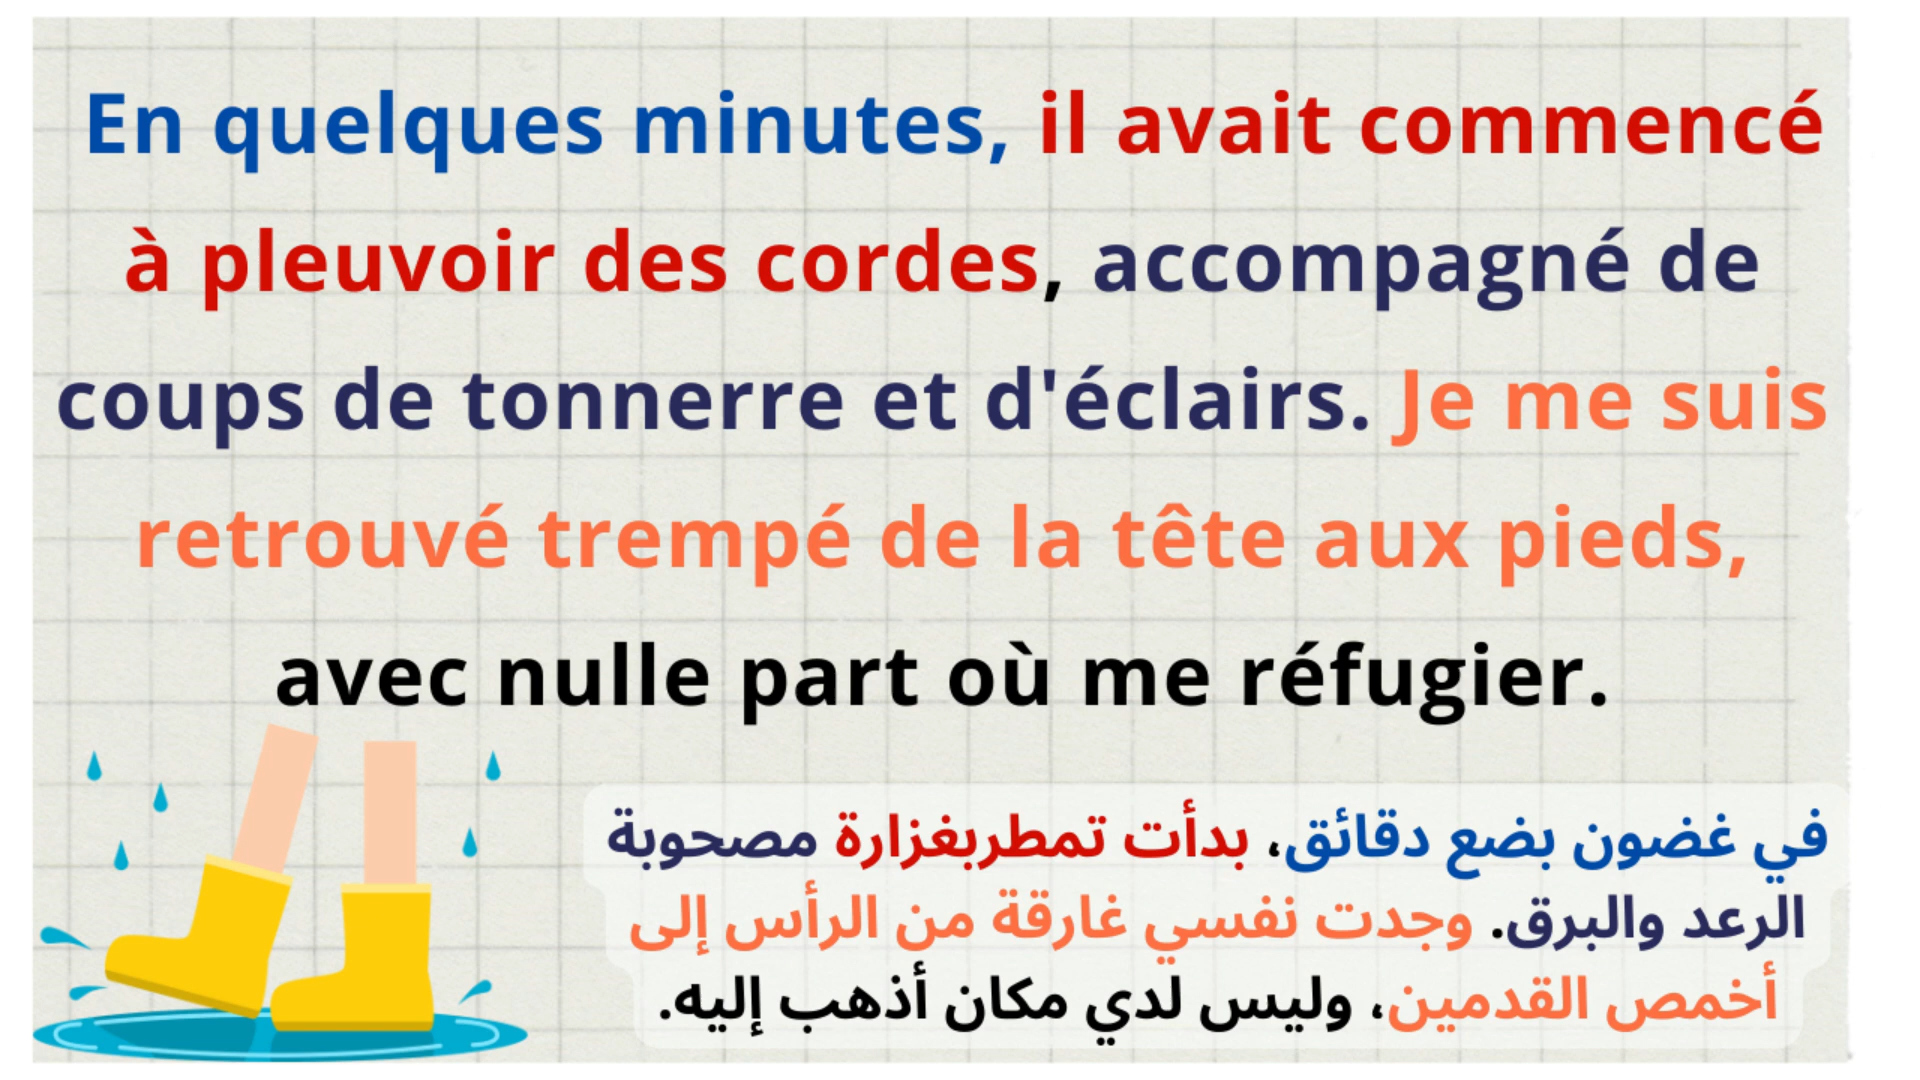 En quelques minutes, il avait commencé
à pleuvoir des cordes, accompagné de
coups de tonnerre et d'éclairs. Je me suis
retrouvé trempé de la tête aux pieds,
avec nulle part où me réfugier.
في غضون بضع دقائق، بدأت تمطربغزارة مصحوبة
الرعد والبرق. وجدت نفسي غارقة من الرأس إلى
أخمص القدمين، وليس لدي مكان أذهب إليه.